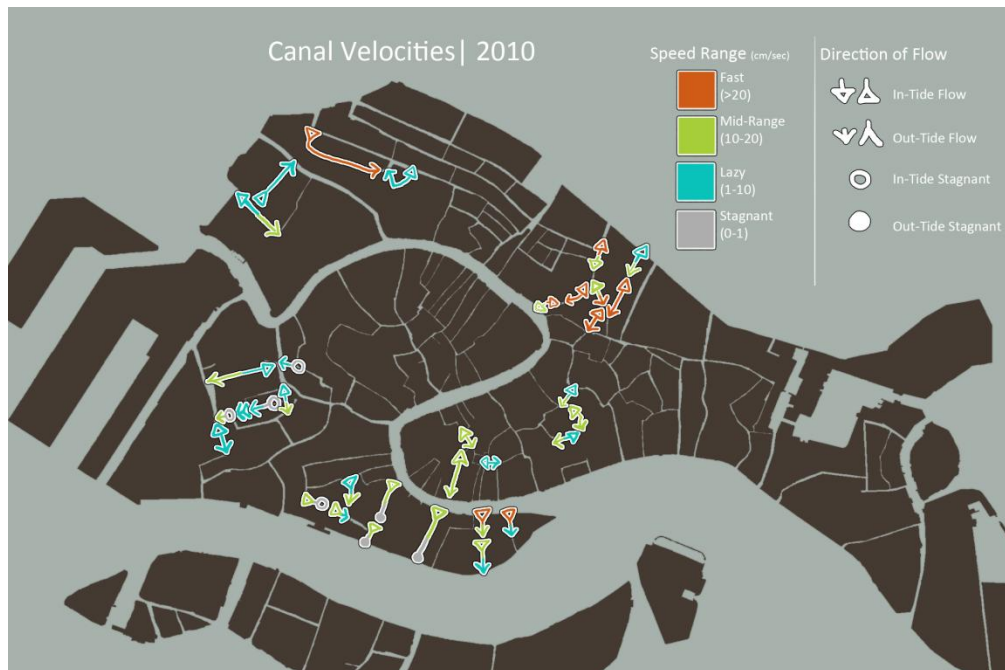 Canal Velocities| 2010
Speed Range (cm/sec)
Fast
(>20)
Mid-Range
(10-20)
Lazy
(1-10)
Stagnant
(0-1)
Direction of Flow
In-Tide Flow
Out-Tide Flow
In-Tide Stagnant
Out-Tide Stagnant